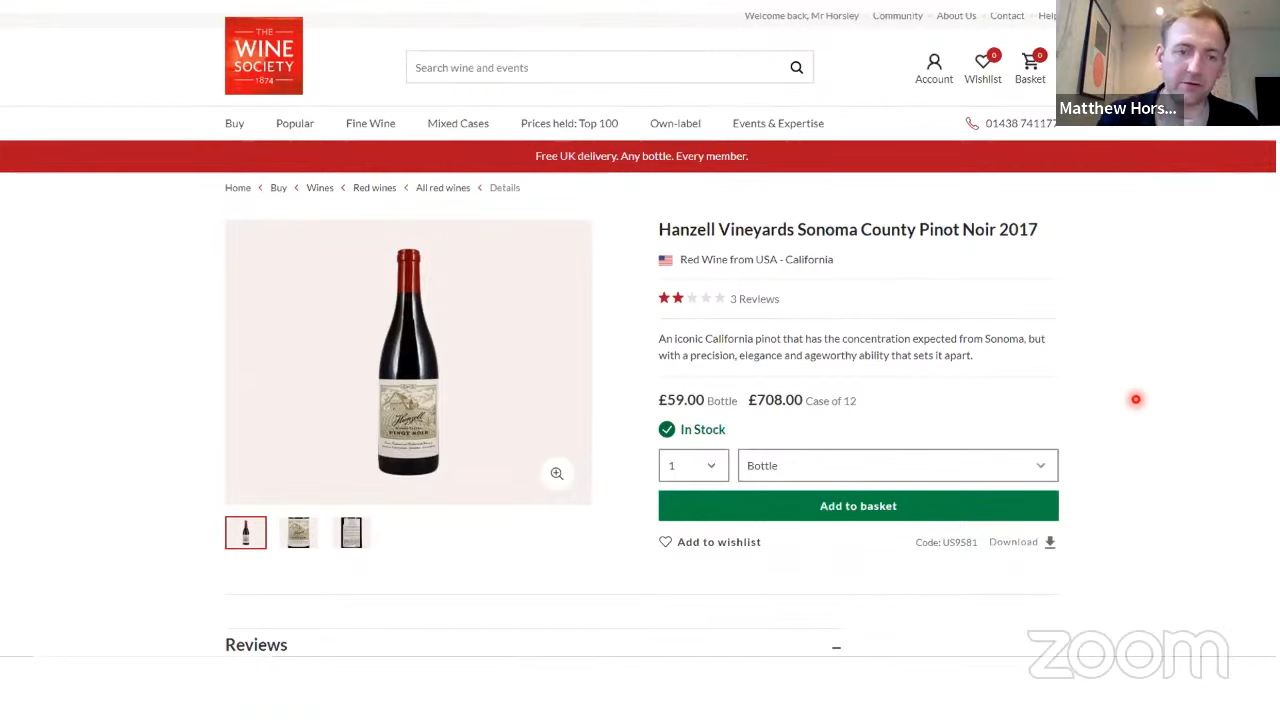 Welcome back, Mr Horsley Community About Us Contact Help
THE
WINE
SOCIETY
1874
Search wine and events
0
0
Account Wishlist Basket
Matthew Hors...
Buy Popular Fine Wine Mixed Cases Prices held: Top 100 Own-label Events & Expertise 01438 741177
Free UK delivery. Any bottle. Every member.
Home Buy Wines Red wines All red wines Details
Hanzell Vineyards Sonoma County Pinot Noir 2017
Red Wine from USA - California
3 Reviews
An iconic California pinot that has the concentration expected from Sonoma, but
with a precision, elegance and ageworthy ability that sets it apart.
£59.00 Bottle £708.00 Case of 12
In Stock
1 Bottle
Add to basket
Add to wishlist Code: US9581 Download
Hanzell
PINOT NOIR
Reviews
zoom